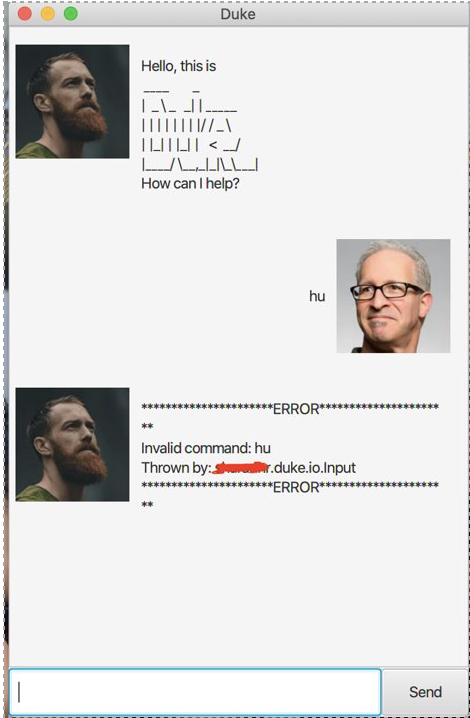 Duke
Hello, this is
 ____        _
|  _ \ _   _| | _____
| | | | | | | |/ / _ \
| |_| | |_| |   <  __/
|____/ \__,_|_|\_\___|
How can I help?
hu
**********************ERROR********************
**
Invalid command: hu
Thrown by: r.duke.io.Input
**********************ERROR********************
**
Send